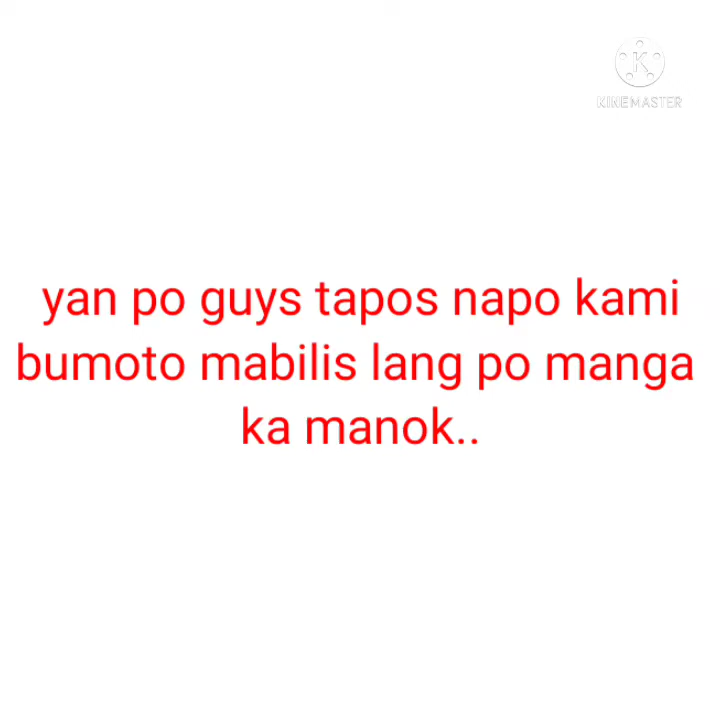 KINEMASTER
yan po guys tapos napo kami
bumoto mabilis lang po manga
ka manok..